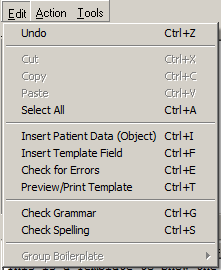 Edit Action Tools
Undo Ctrl+Z
Cut Ctrl+X
Copy Ctrl+C
Paste Ctrl+V
Select All Ctrl+A
Insert Patient Data (Object) Ctrl+I
Insert Template Field Ctrl+F
Check for Errors Ctrl+E
Preview/Print Template Ctrl+T
Check Grammar Ctrl+G
Check Spelling Ctrl+S
Group Boilerplate